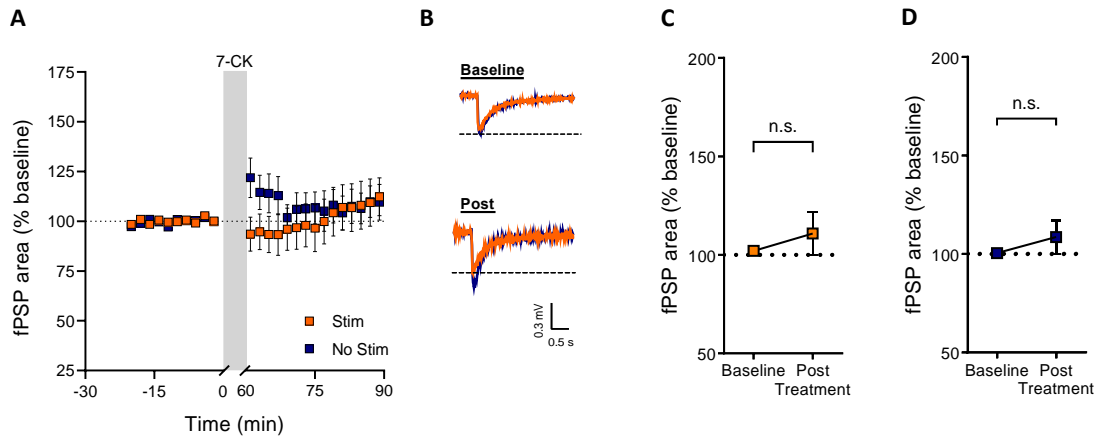 A
7-CK
fPSP area (% baseline)
175
150
125
100
75
50
25
-30
-15
0
60
75
90
Time (min)
Stim
No Stim
B
Baseline
Post
0.3 mV
0.5 s
C
fPSP area (% baseline)
200
150
100
50
n.s.
Baseline
Post
Treatment
D
fPSP area (% baseline)
200
150
100
50
n.s.
Baseline
Post
Treatment